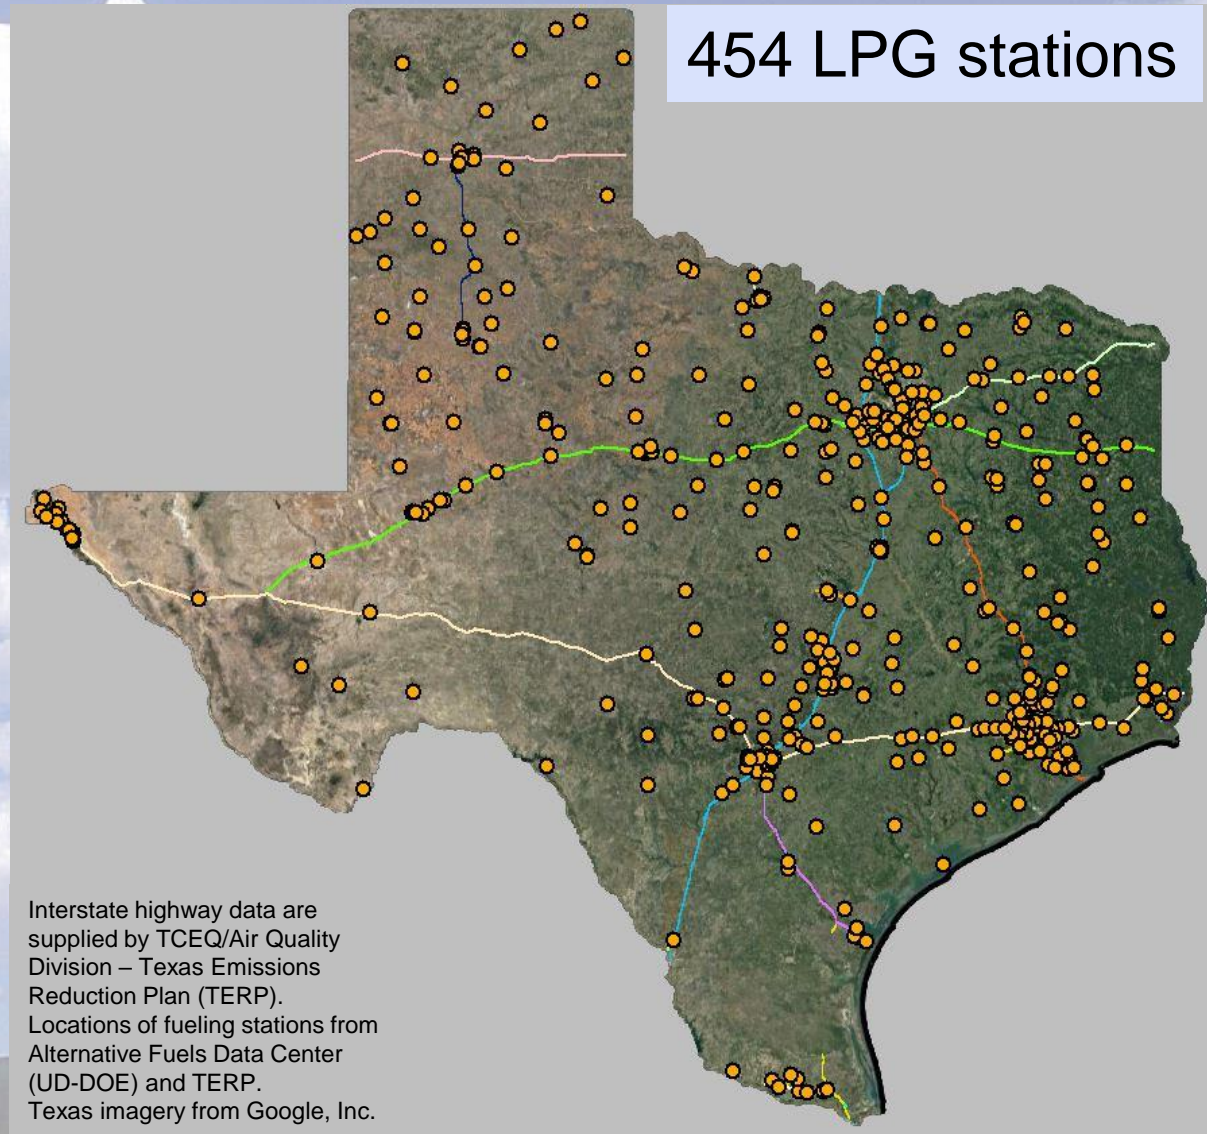 454 LPG stations
Interstate highway data are
supplied by TCEQ/Air Quality
Division – Texas Emissions
Reduction Plan (TERP).
Locations of fueling stations from
Alternative Fuels Data Center
(UD-DOE) and TERP.
Texas imagery from Google, Inc.